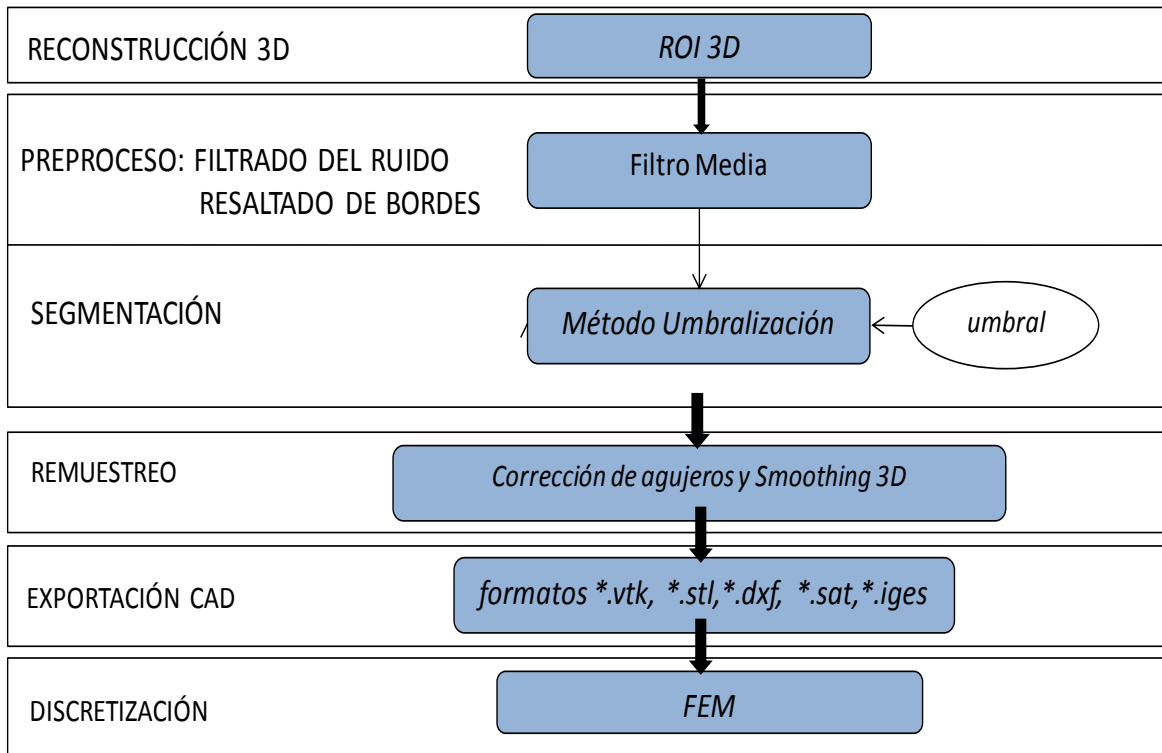 RECONSTRUCCIÓN 3D
ROI 3D
PREPROCESO: FILTRADO DEL RUIDO
RESALTADO DE BORDES
Filtro Media
SEGMENTACIÓN
Método Umbralización
umbral
REMUESTREO
Corrección de agujeros y Smoothing 3D
EXPORTACIÓN CAD
formatos *.vtk, *.stl,*.dxf, *.sat,*.iges
DISCRETIZACIÓN
FEM